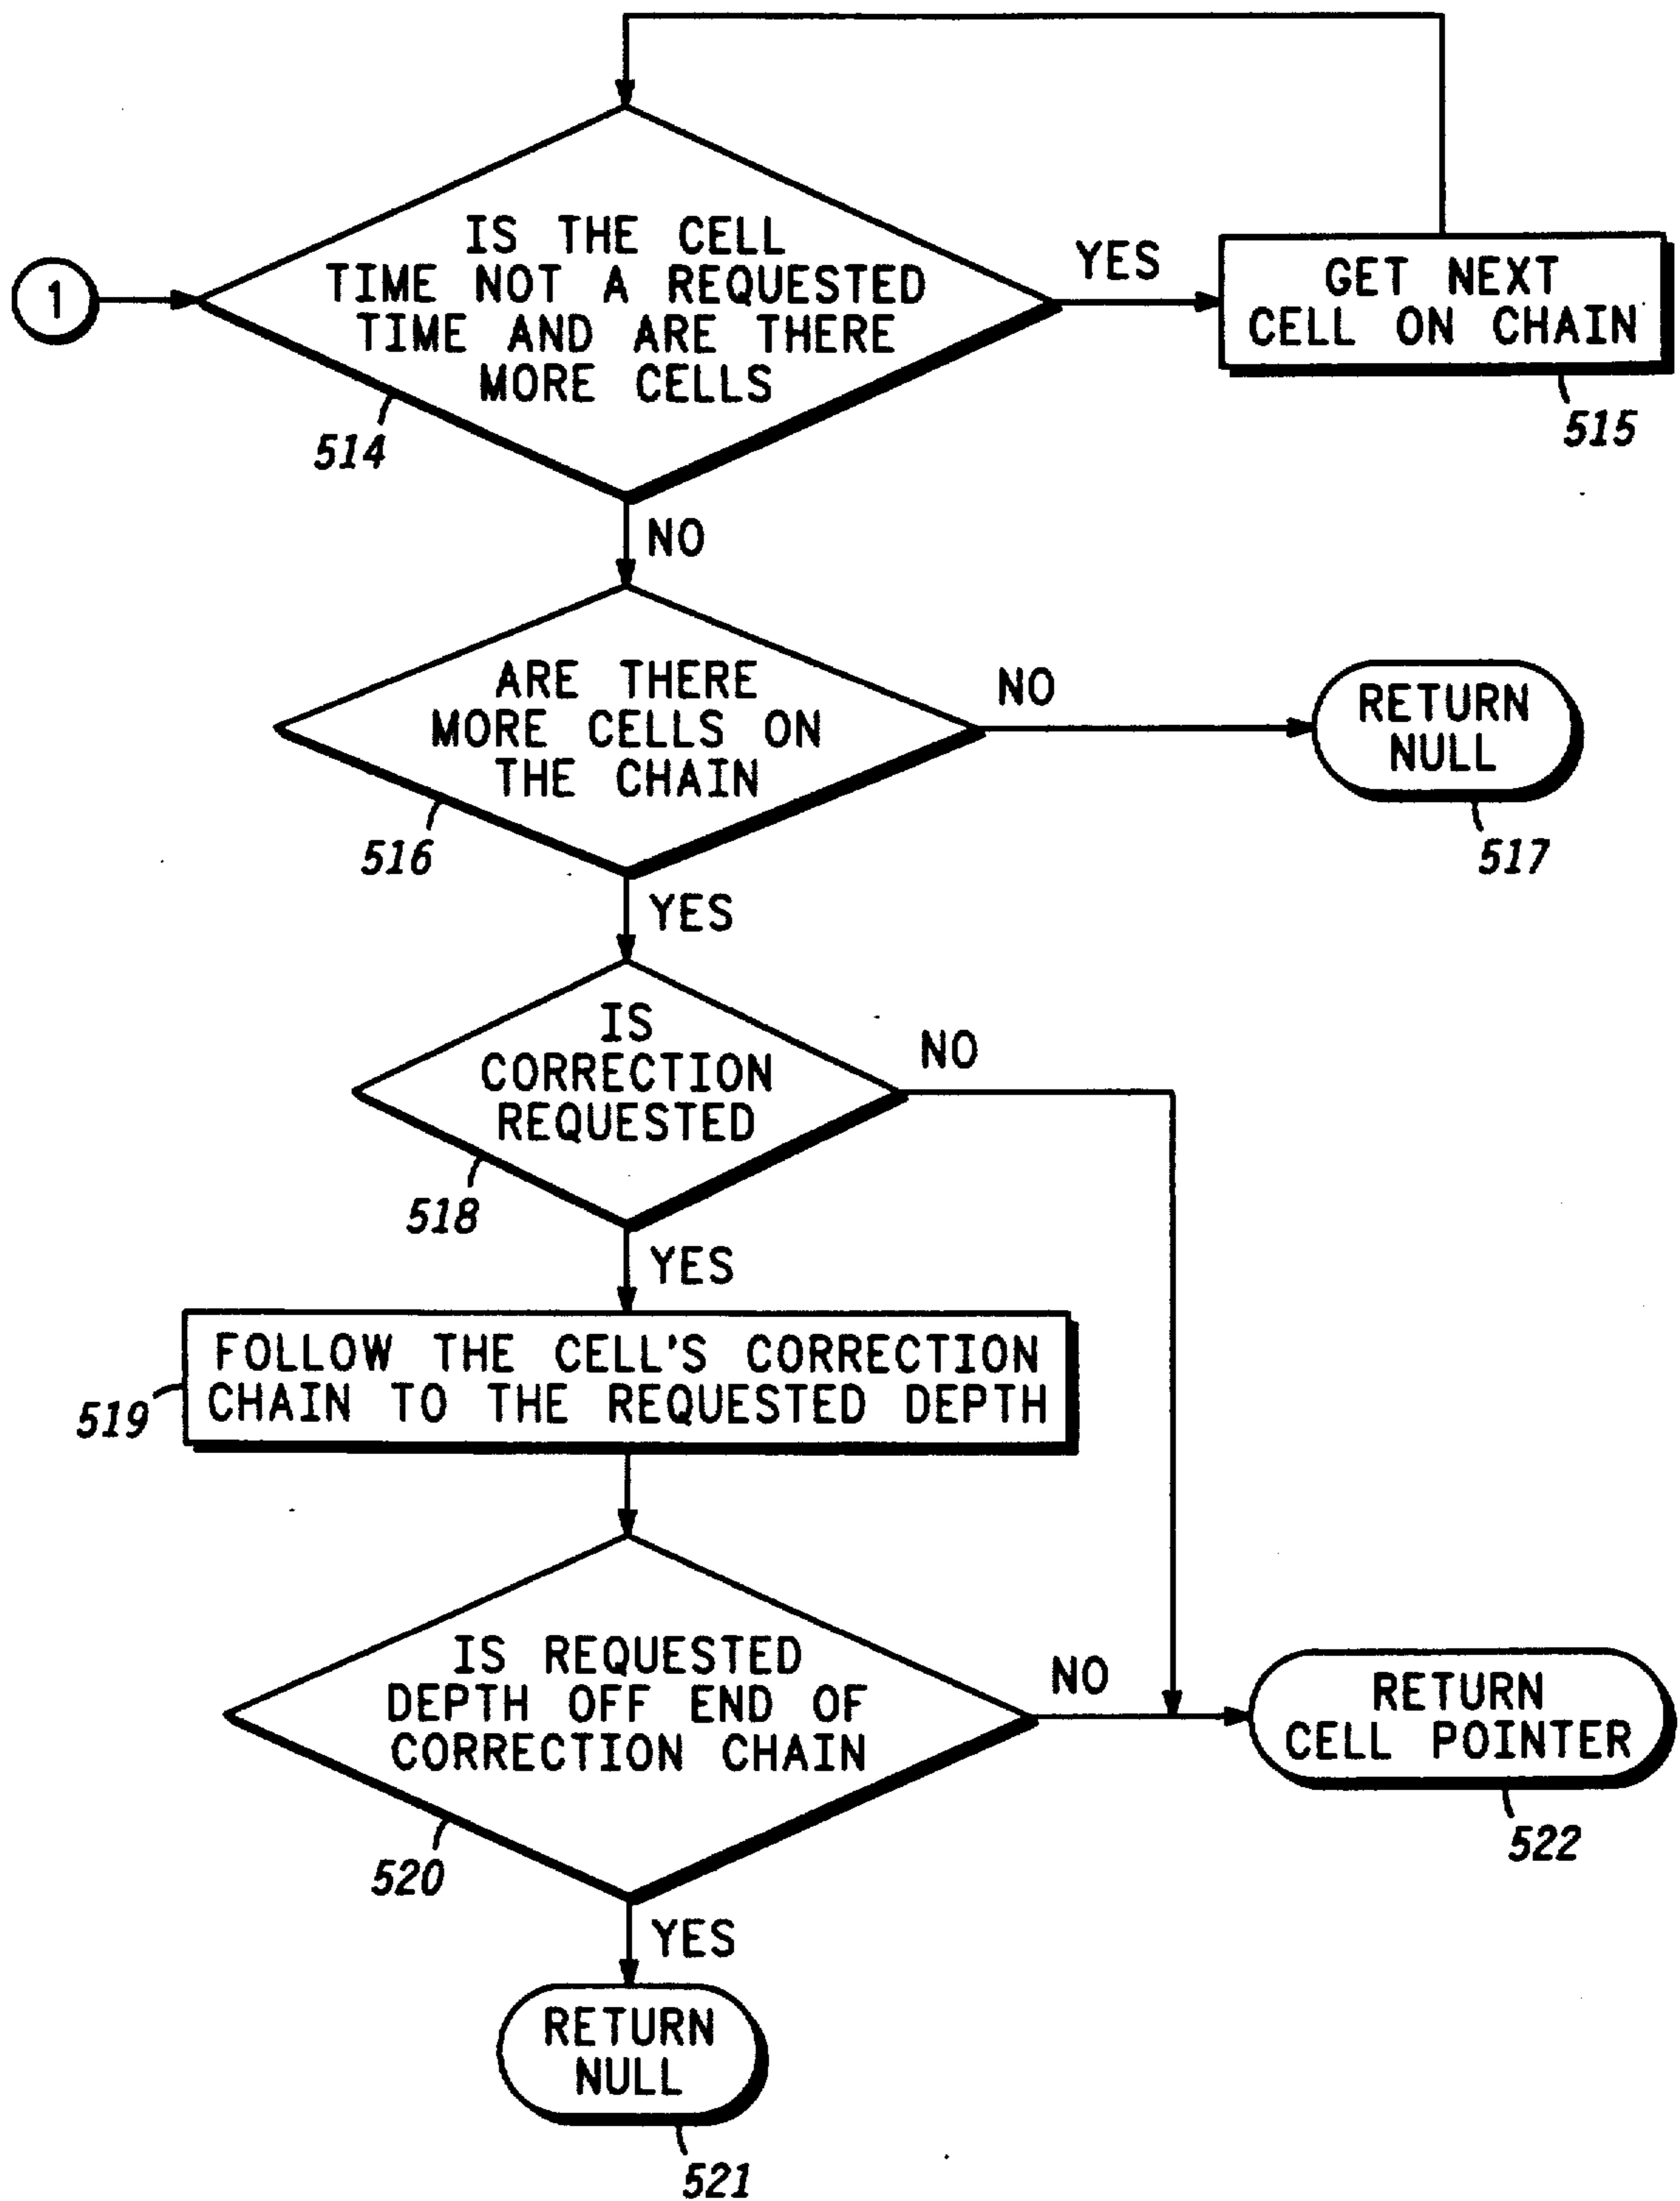 1
IS THE CELL
TIME NOT A REQUESTED
TIME AND ARE THERE
MORE CELLS
514
YES
GET NEXT
CELL ON CHAIN
515
NO
ARE THERE
MORE CELLS ON
THE CHAIN
516
NO
RETURN
NULL
517
YES
IS
CORRECTION
REQUESTED
518
NO
YES
FOLLOW THE CELL'S CORRECTION
CHAIN TO THE REQUESTED DEPTH
519
IS REQUESTED
DEPTH OFF END OF
CORRECTION CHAIN
520
NO
RETURN
CELL POINTER
522
YES
RETURN
NULL
521